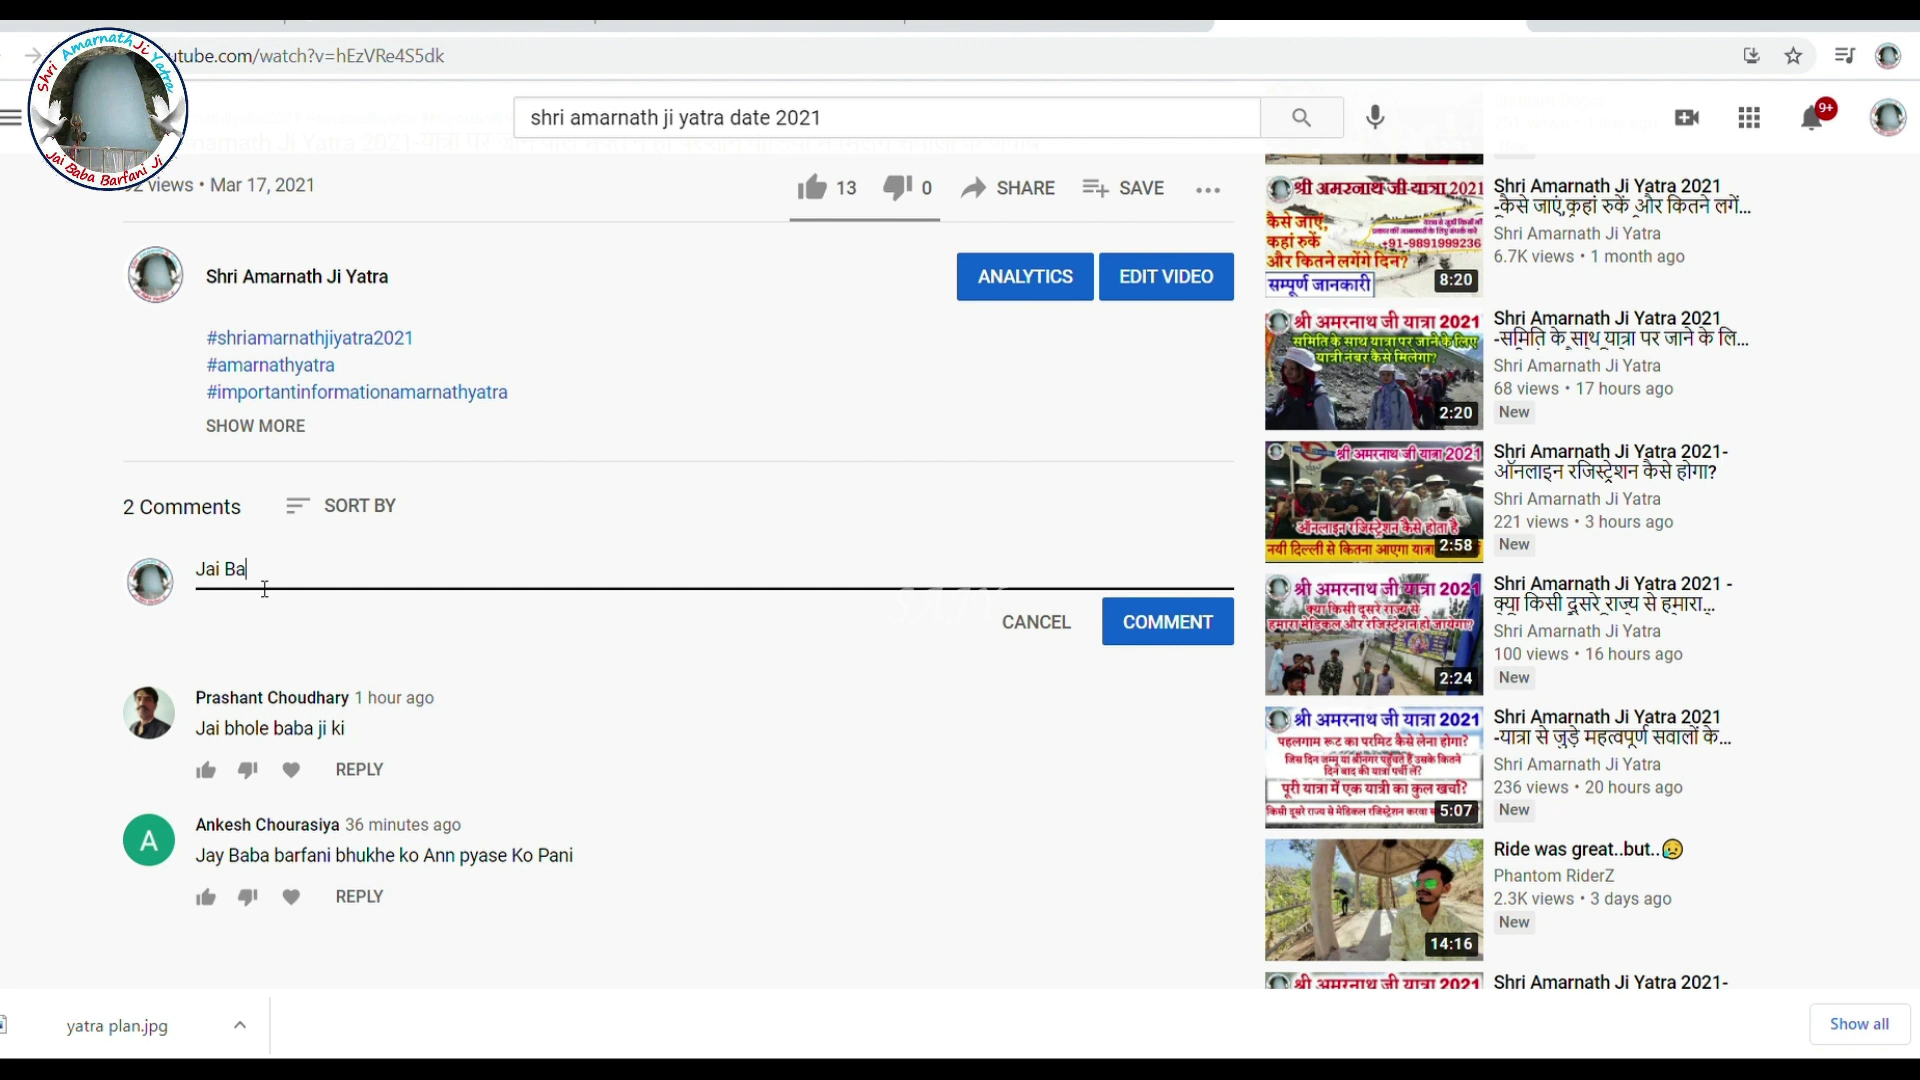 Shri Amarnath Ji Yatra
Jai Baba Barfani Ji
utube.com/watch?v=hEzVRe4S5dk
shri amarnath ji yatra date 2021
9+
views • Mar 17, 2021
13
0
SHARE
SAVE
Shri Amarnath Ji Yatra
ANALYTICS
EDIT VIDEO
#shriamarnathjiyatra2021
#amarnathyatra
#importantinformationamarnathyatra
SHOW MORE
2 Comments
SORT BY
Jai Ba
CANCEL
COMMENT
Prashant Choudhary 1 hour ago
Jai bhole baba ji ki
REPLY
A
Ankesh Chourasiya 36 minutes ago
Jay Baba barfani bhukhe ko Ann pyase Ko Pani
REPLY
श्री अमरनाथ जी यात्रा 2021
कैसे जाएं,
कहां रुकें
+91-9891999236
और कितने लगेंगे दिन?
सम्पूर्ण जानकारी
8:20
Shri Amarnath Ji Yatra 2021
-कैसे जाएं,कहां रुकें और कितने लगें...
Shri Amarnath Ji Yatra
6.7K views • 1 month ago
श्री अमरनाथ जी यात्रा 2021
समिति के साथ यात्रा पर जाने के लिए
यात्री नंबर कैसे मिलेगा?
2:20
Shri Amarnath Ji Yatra 2021
-समिति के साथ यात्रा पर जाने के लि...
Shri Amarnath Ji Yatra
68 views • 17 hours ago
New
श्री अमरनाथ जी यात्रा 2021
ऑनलाइन रजिस्ट्रेशन कैसे होता है
नयी दिल्ली से कितना आएगा यात्रा
2:58
Shri Amarnath Ji Yatra 2021-
ऑनलाइन रजिस्ट्रेशन कैसे होगा?
Shri Amarnath Ji Yatra
221 views • 3 hours ago
New
श्री अमरनाथ जी यात्रा 2021
क्या किसी दूसरे राज्य से
हमारा मेडिकल और रजिस्ट्रेशन हो जायेगा?
2:24
Shri Amarnath Ji Yatra 2021 -
क्या किसी दूसरे राज्य से हमारा...
Shri Amarnath Ji Yatra
100 views • 16 hours ago
New
श्री अमरनाथ जी यात्रा 2021
पहलगाम रूट का परमिट कैसे लेना होगा?
जिस दिन जम्मू या श्रीनगर पहुंचते हैं उसके कितने
दिन बाद की यात्रा पर्ची लें?
पूरी यात्रा में एक यात्री का कुल खर्चा?
किसी दूसरे राज्य से मेडिकल रजिस्ट्रेशन करवा
5:07
Shri Amarnath Ji Yatra 2021
-यात्रा से जुड़े महत्वपूर्ण सवालों के...
Shri Amarnath Ji Yatra
236 views • 20 hours ago
New
14:16
Ride was great..but..😥
Phantom RiderZ
2.3K views • 3 days ago
New
श्री अमरनाथ जी यात्रा 2021
Shri Amarnath Ji Yatra 2021-
yatra plan.jpg
Show all